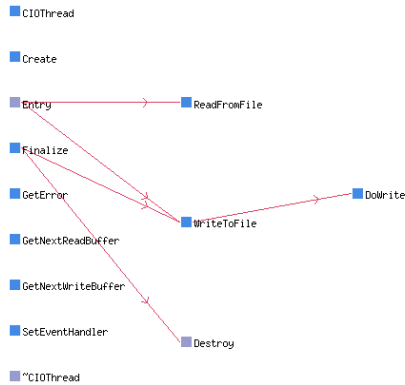 CIOThread
Create
Entry
ReadFromFile
Finalize
GetError
DoWrite
WriteToFile
GetNextReadBuffer
GetNextWriteBuffer
SetEventHandler
Destroy
~CIOThread